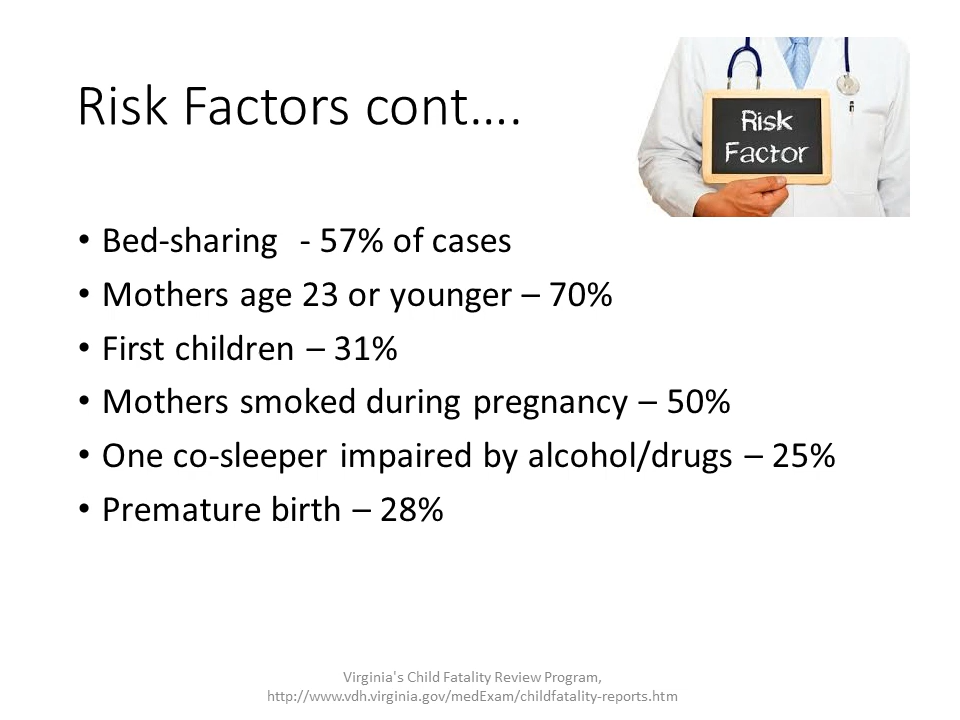 Risk Factors cont….
Risk
Factor
• Bed-sharing  - 57% of cases
• Mothers age 23 or younger – 70%
• First children – 31%
• Mothers smoked during pregnancy – 50%
• One co-sleeper impaired by alcohol/drugs – 25%
• Premature birth – 28%
Virginia's Child Fatality Review Program,
http://www.vdh.virginia.gov/medExam/childfatality-reports.htm